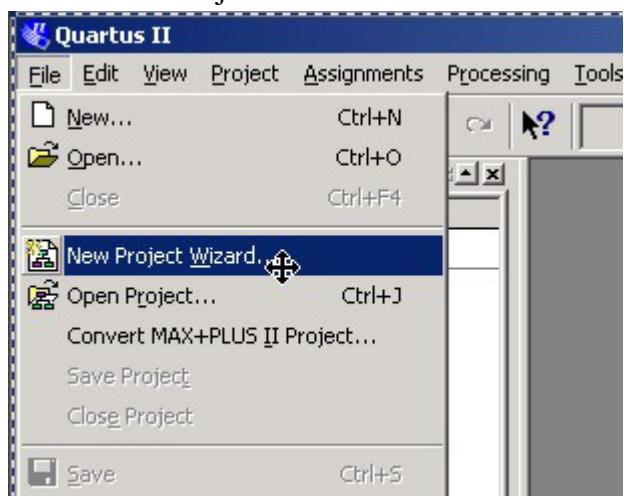 Quartus II
File Edit View Project Assignments Processing Tools
New... Ctrl+N
Open... Ctrl+O
Close Ctrl+F4
New Project Wizard...
Open Project... Ctrl+J
Convert MAX+PLUS II Project...
Save Project
Close Project
Save Ctrl+S